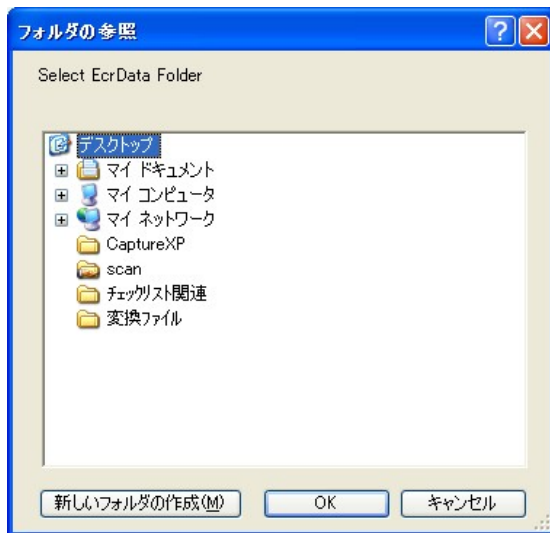 フォルダの参照
Select EcrData Folder
デスクトップ
マイ ドキュメント
マイ コンピュータ
マイ ネットワーク
CaptureXP
scan
チェックリスト関連
変換ファイル
新しいフォルダの作成(M) OK キャンセル